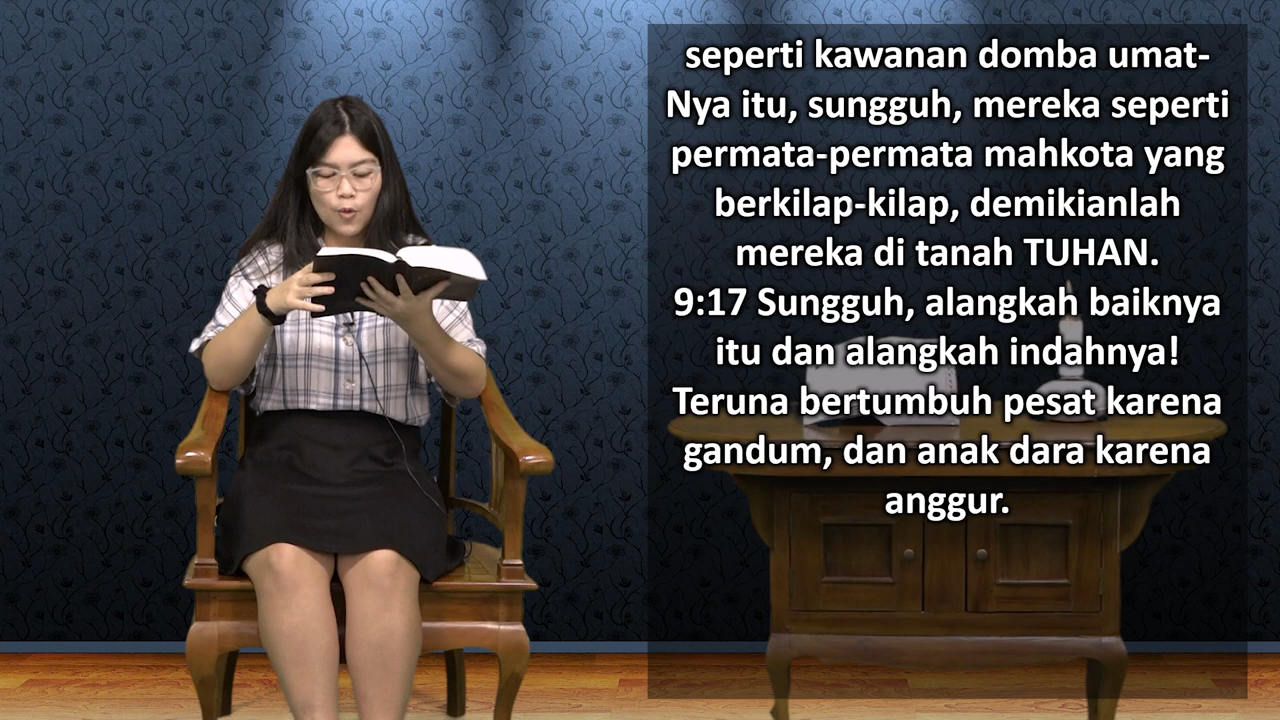 seperti kawanan domba umat-
Nya itu, sungguh, mereka seperti
permata-permata mahkota yang
berkilap-kilap, demikianlah
mereka di tanah TUHAN.
9:17 Sungguh, alangkah baiknya
itu dan alangkah indahnya!
Teruna bertumbuh pesat karena
gandum, dan anak dara karena
anggur.